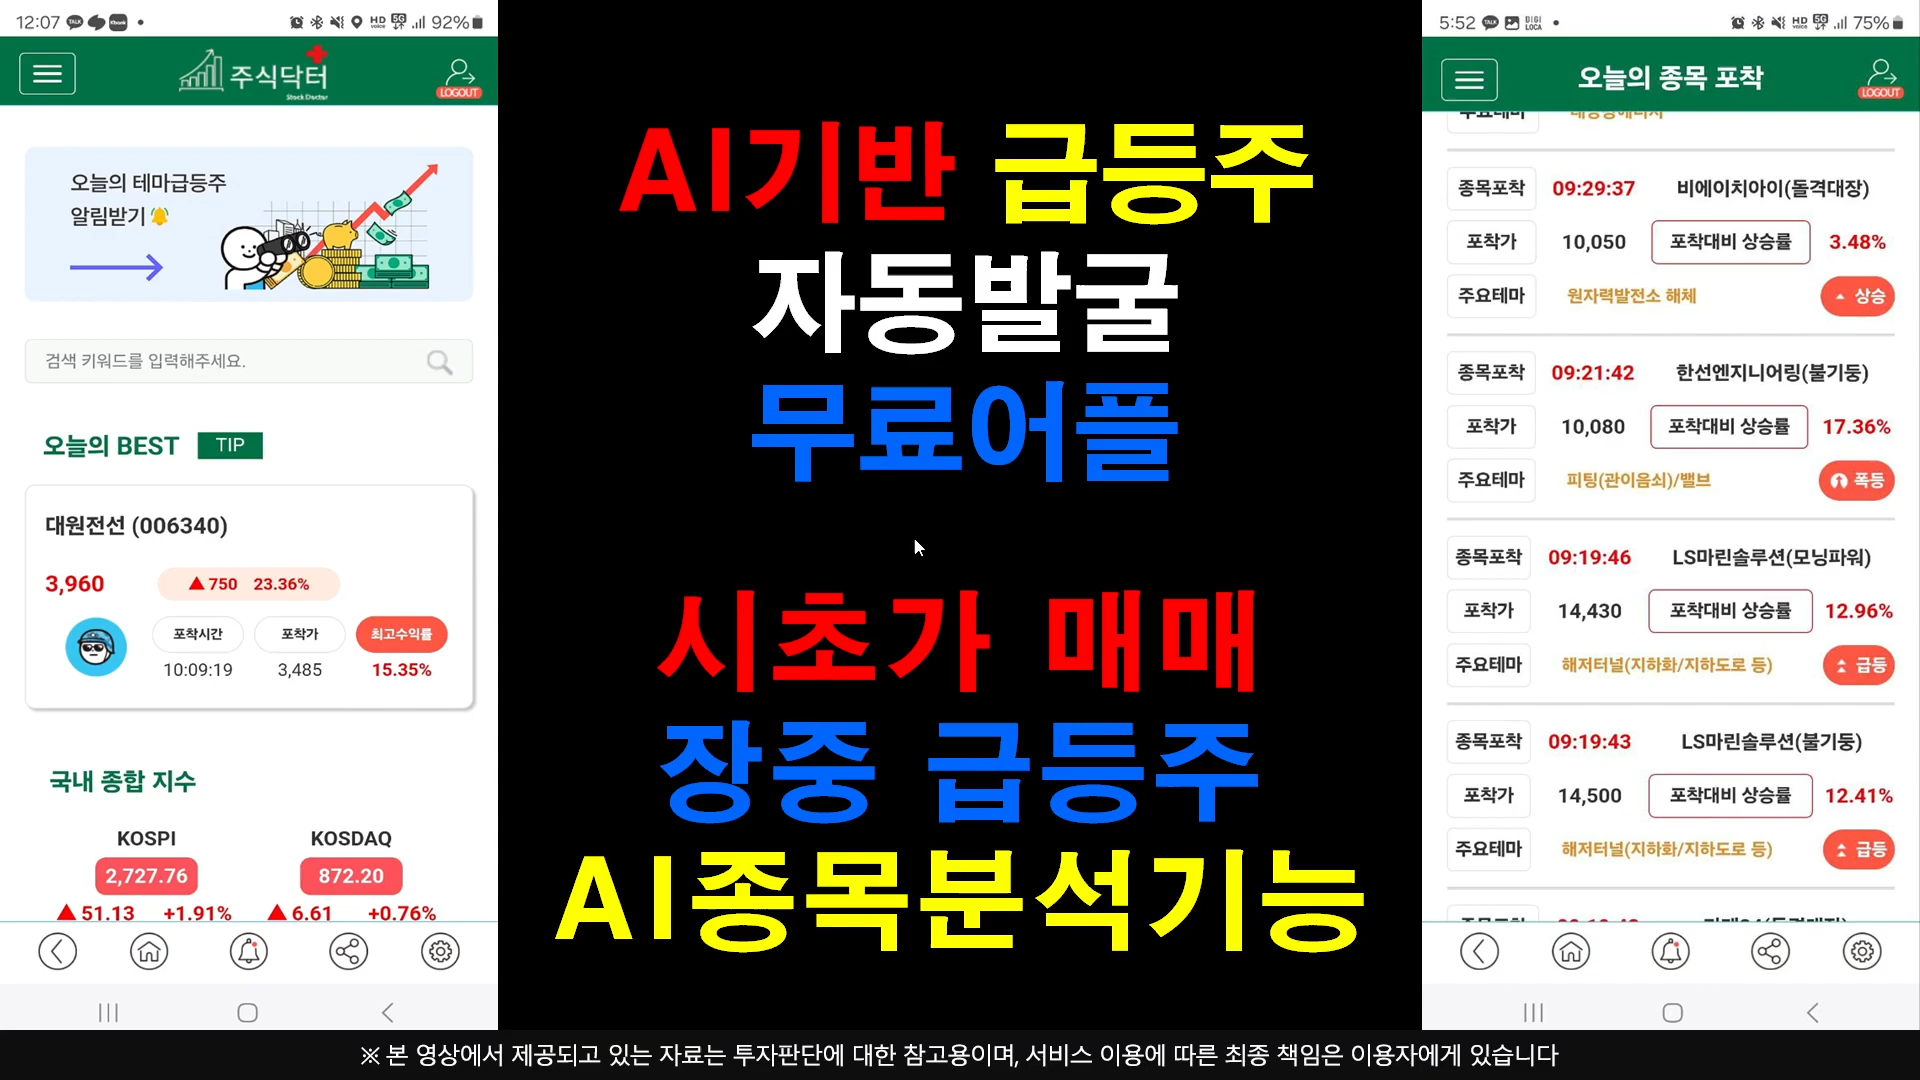 12:07
92%
주식닥터
Stock Doctor
LOGOUT
오늘의 테마급등주
알림받기
검색 키워드를 입력해주세요.
오늘의 BEST TIP
대원전선 (006340)
3,960 ▲ 750 23.36%
포착시간 포착가 최고수익률
10:09:19 3,485 15.35%
국내 종합 지수
KOSPI KOSDAQ
2,727.76 872.20
▲ 51.13 +1.91% ▲ 6.61 +0.76%
AI기반 급등주
자동발굴
무료어플
시초가 매매
장중 급등주
AI종목분석기능
5:52
75%
오늘의 종목 포착
LOGOUT
종목포착 09:29:37 비에이치아이(돌격대장)
포착가 10,050 포착대비 상승률 3.48%
주요테마 원자력발전소 해체 상승
종목포착 09:21:42 한선엔지니어링(불기둥)
포착가 10,080 포착대비 상승률 17.36%
주요테마 피팅(관이음쇠)/밸브 폭등
종목포착 09:19:46 LS마린솔루션(모닝파워)
포착가 14,430 포착대비 상승률 12.96%
주요테마 해저터널(지하화/지하도로 등) 급등
종목포착 09:19:43 LS마린솔루션(불기둥)
포착가 14,500 포착대비 상승률 12.41%
주요테마 해저터널(지하화/지하도로 등) 급등
※ 본 영상에서 제공되고 있는 자료는 투자판단에 대한 참고용이며, 서비스 이용에 따른 최종 책임은 이용자에게 있습니다